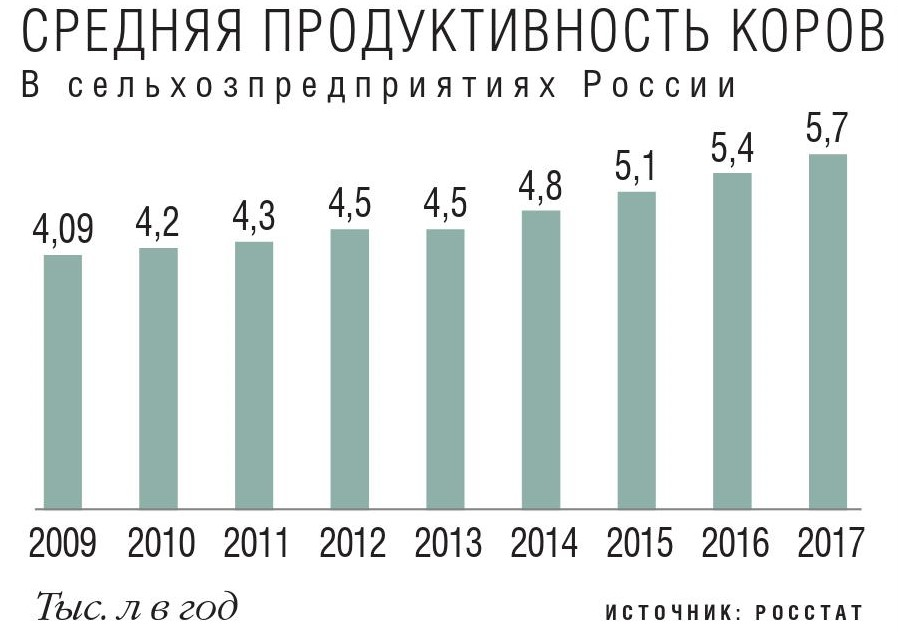 СРЕДНЯЯ ПРОДУКТИВНОСТЬ КОРОВ
В сельхозпредприятиях России
4,09 4,2 4,3 4,5 4,5 4,8 5,1 5,4 5,7
2009 2010 2011 2012 2013 2014 2015 2016 2017
Тыс. л в год ИСТОЧНИК: РОССТАТ